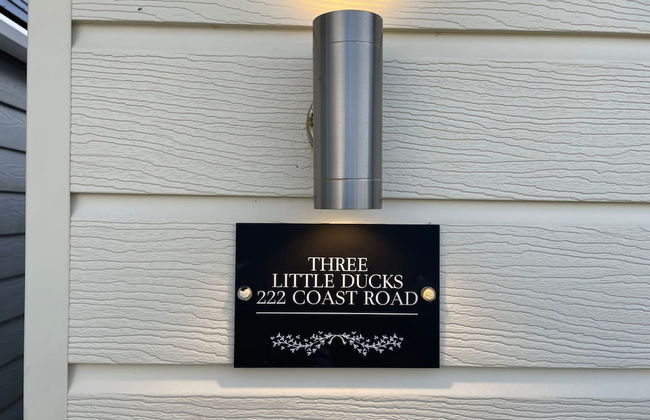 THREE
LITTLE DUCKS
222 COAST ROAD